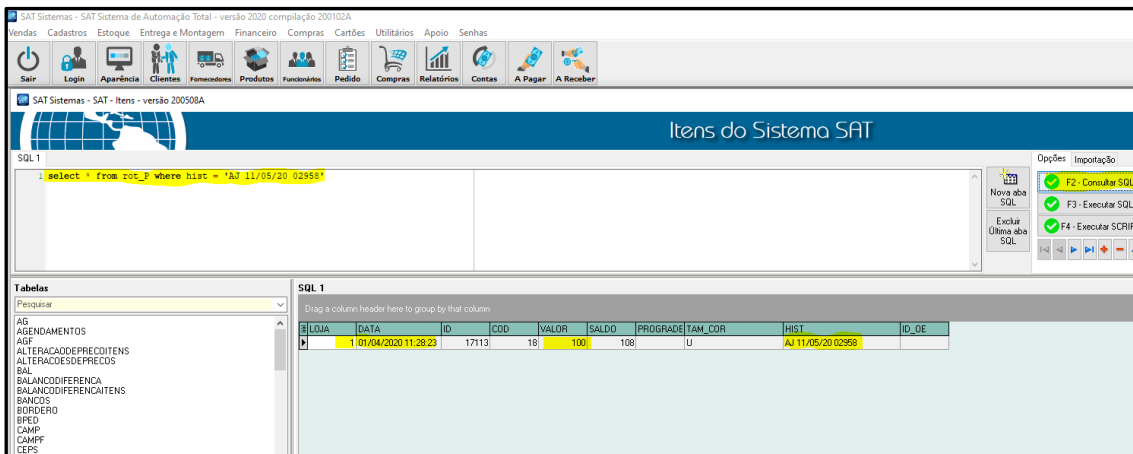 SAT Sistemas - SAT Sistema de Automação Total - versão 2020 compilação 200102A
Vendas Cadastros Estoque Entrega e Montagem Financeiro Compras Cartões Utilitários Apoio Senhas
Sair Login Aparência Clientes Fornecedores Produtos Funcionários Pedido Compras Relatórios Contas A Pagar A Receber
SAT Sistemas - SAT - Itens - versão 200508A
Itens do Sistema SAT
SQL 1
Opções Importação
1 select * from rot_P where hist = 'AJ 11/05/20 02958'
Nova aba SQL
Excluir Última aba SQL
F2 - Consultar SQL
F3 - Executar SQL
F4 - Executar SCRIP
Tabelas
Pesquisar
AG
AGENDAMENTOS
AGF
ALTERACAODEPRECOITENS
ALTERACOESDEPRECOS
BAL
BALANCODIFERENCA
BALANCODIFERENCAITENS
BANCOS
BORDERO
BPED
CAMP
CAMPF
CEPS
SQL 1
Drag a column header here to group by that column
LOJA DATA ID COD VALOR SALDO PROGRADE TAM_COR HIST ID_OE
1 01/04/2020 11:28:23 17113 18 100 108 U AJ 11/05/20 02958